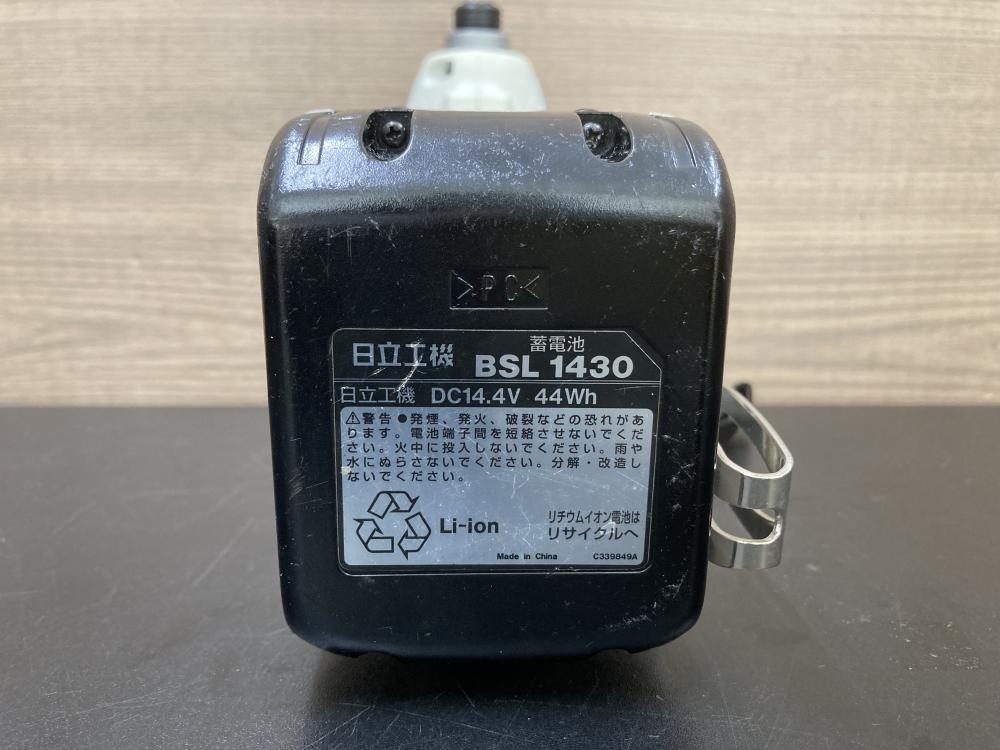 >PC<
日立工機
蓄電池
BSL 1430
日立工機 DC14.4V 44Wh
⚠警告 ●発煙、発火、破裂などの恐れがあ
ります。電池端子間を短絡させないでくだ
さい。火中に投入しないでください。雨や
水にぬらさないでください。分解・改造し
ないでください。
Li-ion
リチウムイオン電池は
リサイクルへ
Made in China C339849A